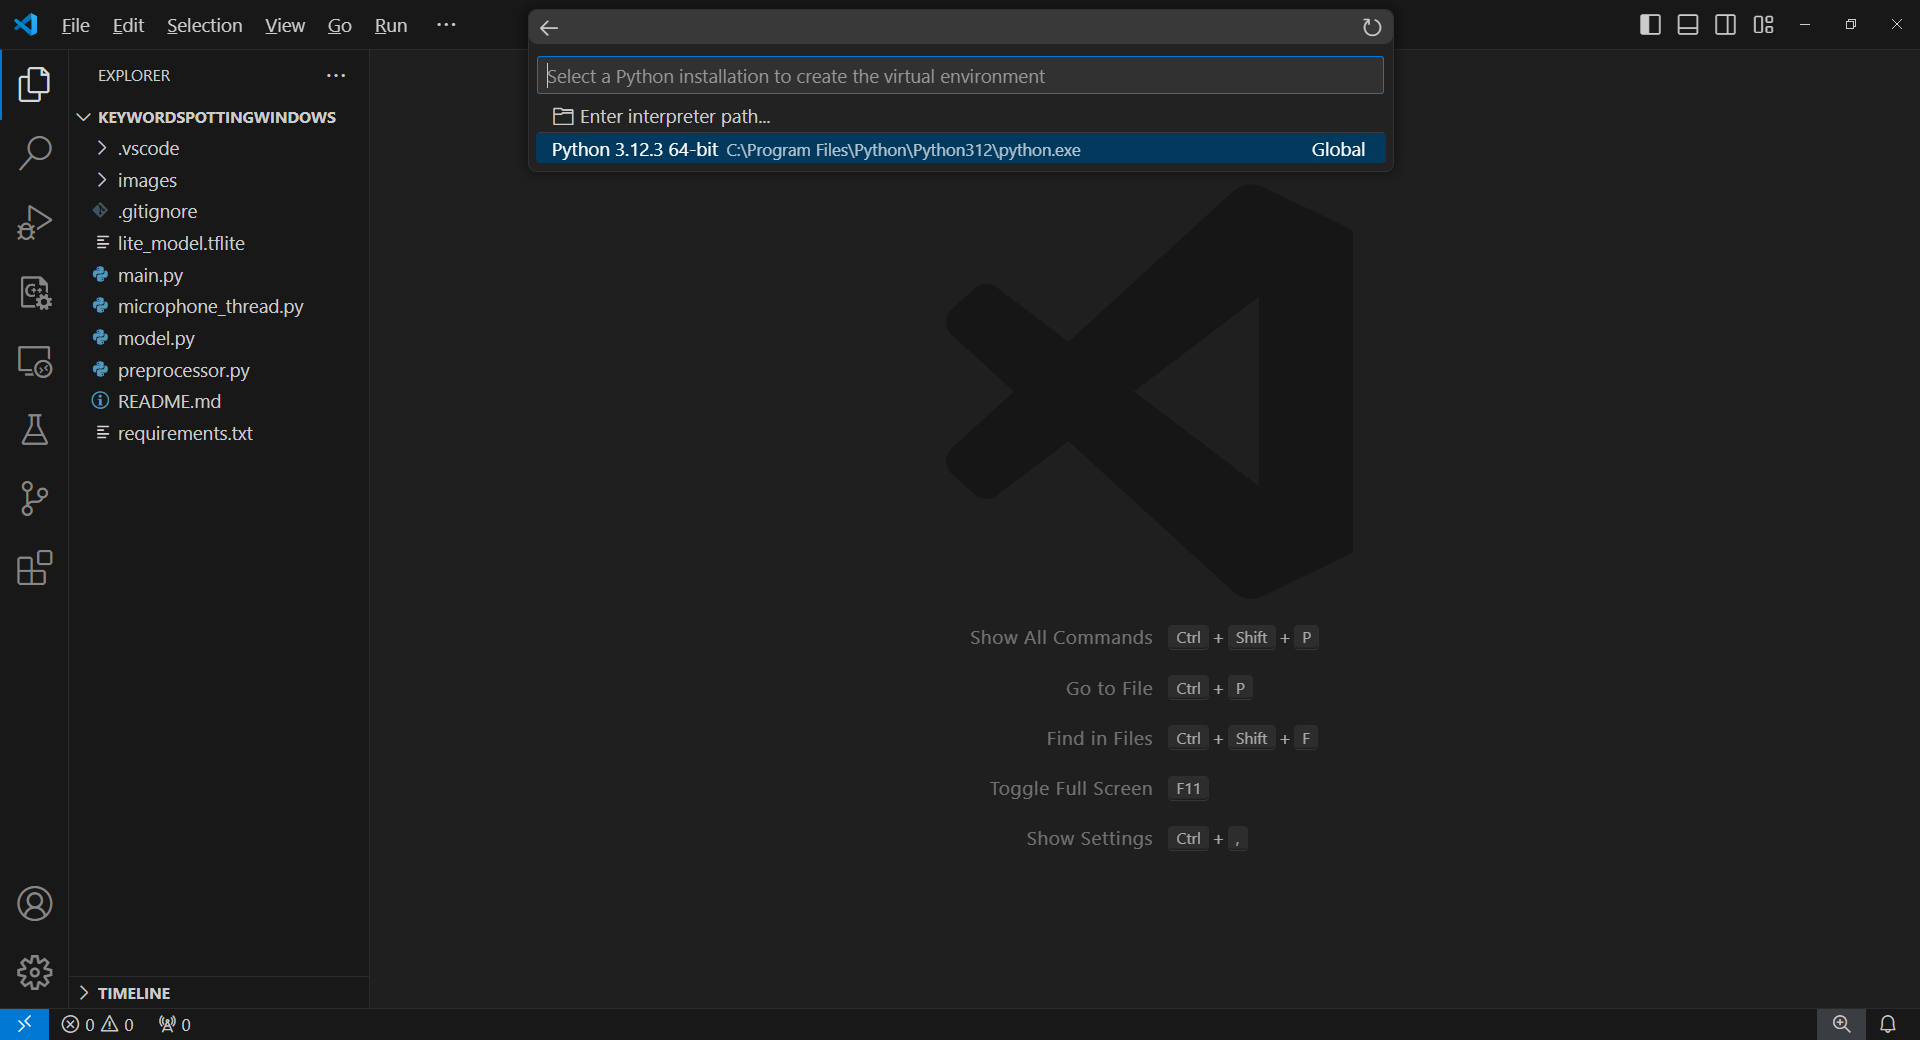 File Edit Selection View Go Run ...
EXPLORER ...
KEYWORDSPOTTINGWINDOWS
.vscode
images
.gitignore
lite_model.tflite
main.py
microphone_thread.py
model.py
preprocessor.py
README.md
requirements.txt
TIMELINE
Select a Python installation to create the virtual environment
Enter interpreter path...
Python 3.12.3 64-bit C:\Program Files\Python\Python312\python.exe Global
Show All Commands Ctrl + Shift + P
Go to File Ctrl + P
Find in Files Ctrl + Shift + F
Toggle Full Screen F11
Show Settings Ctrl + ,
0 0 0